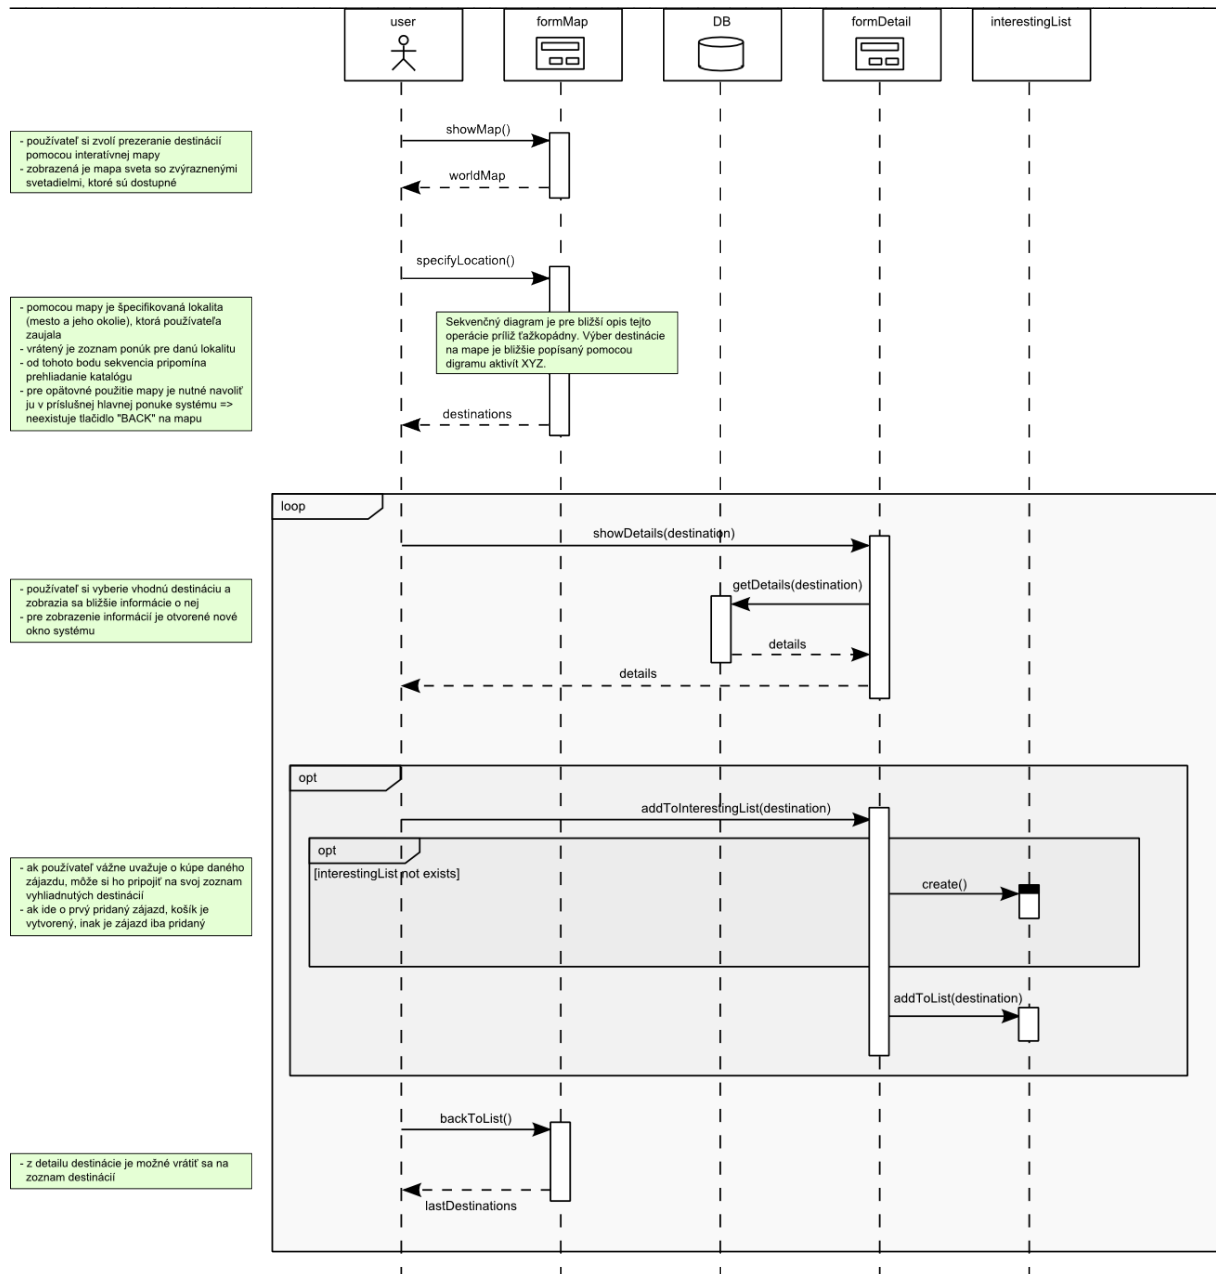 user
formMap
DB
formDetail
interestingList
showMap()
- používateľ si zvolí prezeranie destinácií
pomocou interatívnej mapy
- zobrazená je mapa sveta so zvýraznenými
svetadielmi, ktoré sú dostupné
worldMap
specifyLocation()
- pomocou mapy je špecifikovaná lokalita
(mesto a jeho okolie), ktorá používateľa
zaujala
- vrátený je zoznam ponúk pre danú lokalitu
- od tohoto bodu sekvencia pripomína
prehliadanie katalógu
- pre opätovné použitie mapy je nutné navoliť
ju v príslušnej hlavnej ponuke systému =>
neexistuje tlačidlo "BACK" na mapu
Sekvenčný diagram je pre bližší opis tejto
operácie príliž ťažkopádny. Výber destinácie
na mape je bližšie popísaný pomocou
digramu aktivít XYZ.
destinations
loop
showDetails(destination)
getDetails(destination)
- používateľ si vyberie vhodnú destináciu a
zobrazia sa bližšie informácie o nej
- pre zobrazenie informácií je otvorené nové
okno systému
details
details
opt
addToInterestingList(destination)
opt
[interestingList not exists]
- ak používateľ vážne uvažuje o kúpe daného
zájazdu, môže si ho pripojiť na svoj zoznam
vyhliadnutých destinácií
- ak ide o prvý pridaný zájazd, košík je
vytvorený, inak je zájazd iba pridaný
create()
addToList(destination)
backToList()
- z detailu destinácie je možné vrátiť sa na
zoznam destinácií
lastDestinations